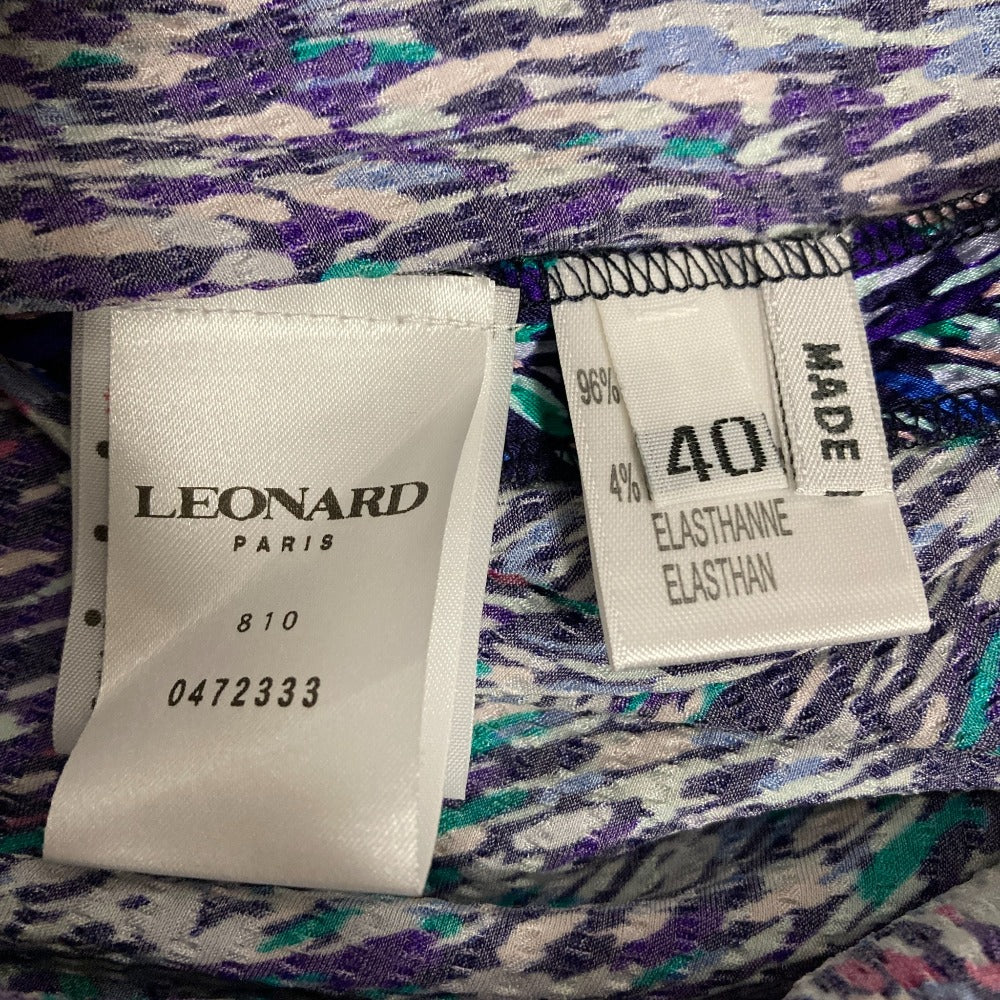 LEONARD
PARIS
810
0472333
96%
4%
ELASTHANNE
ELASTHAN
40
MADE